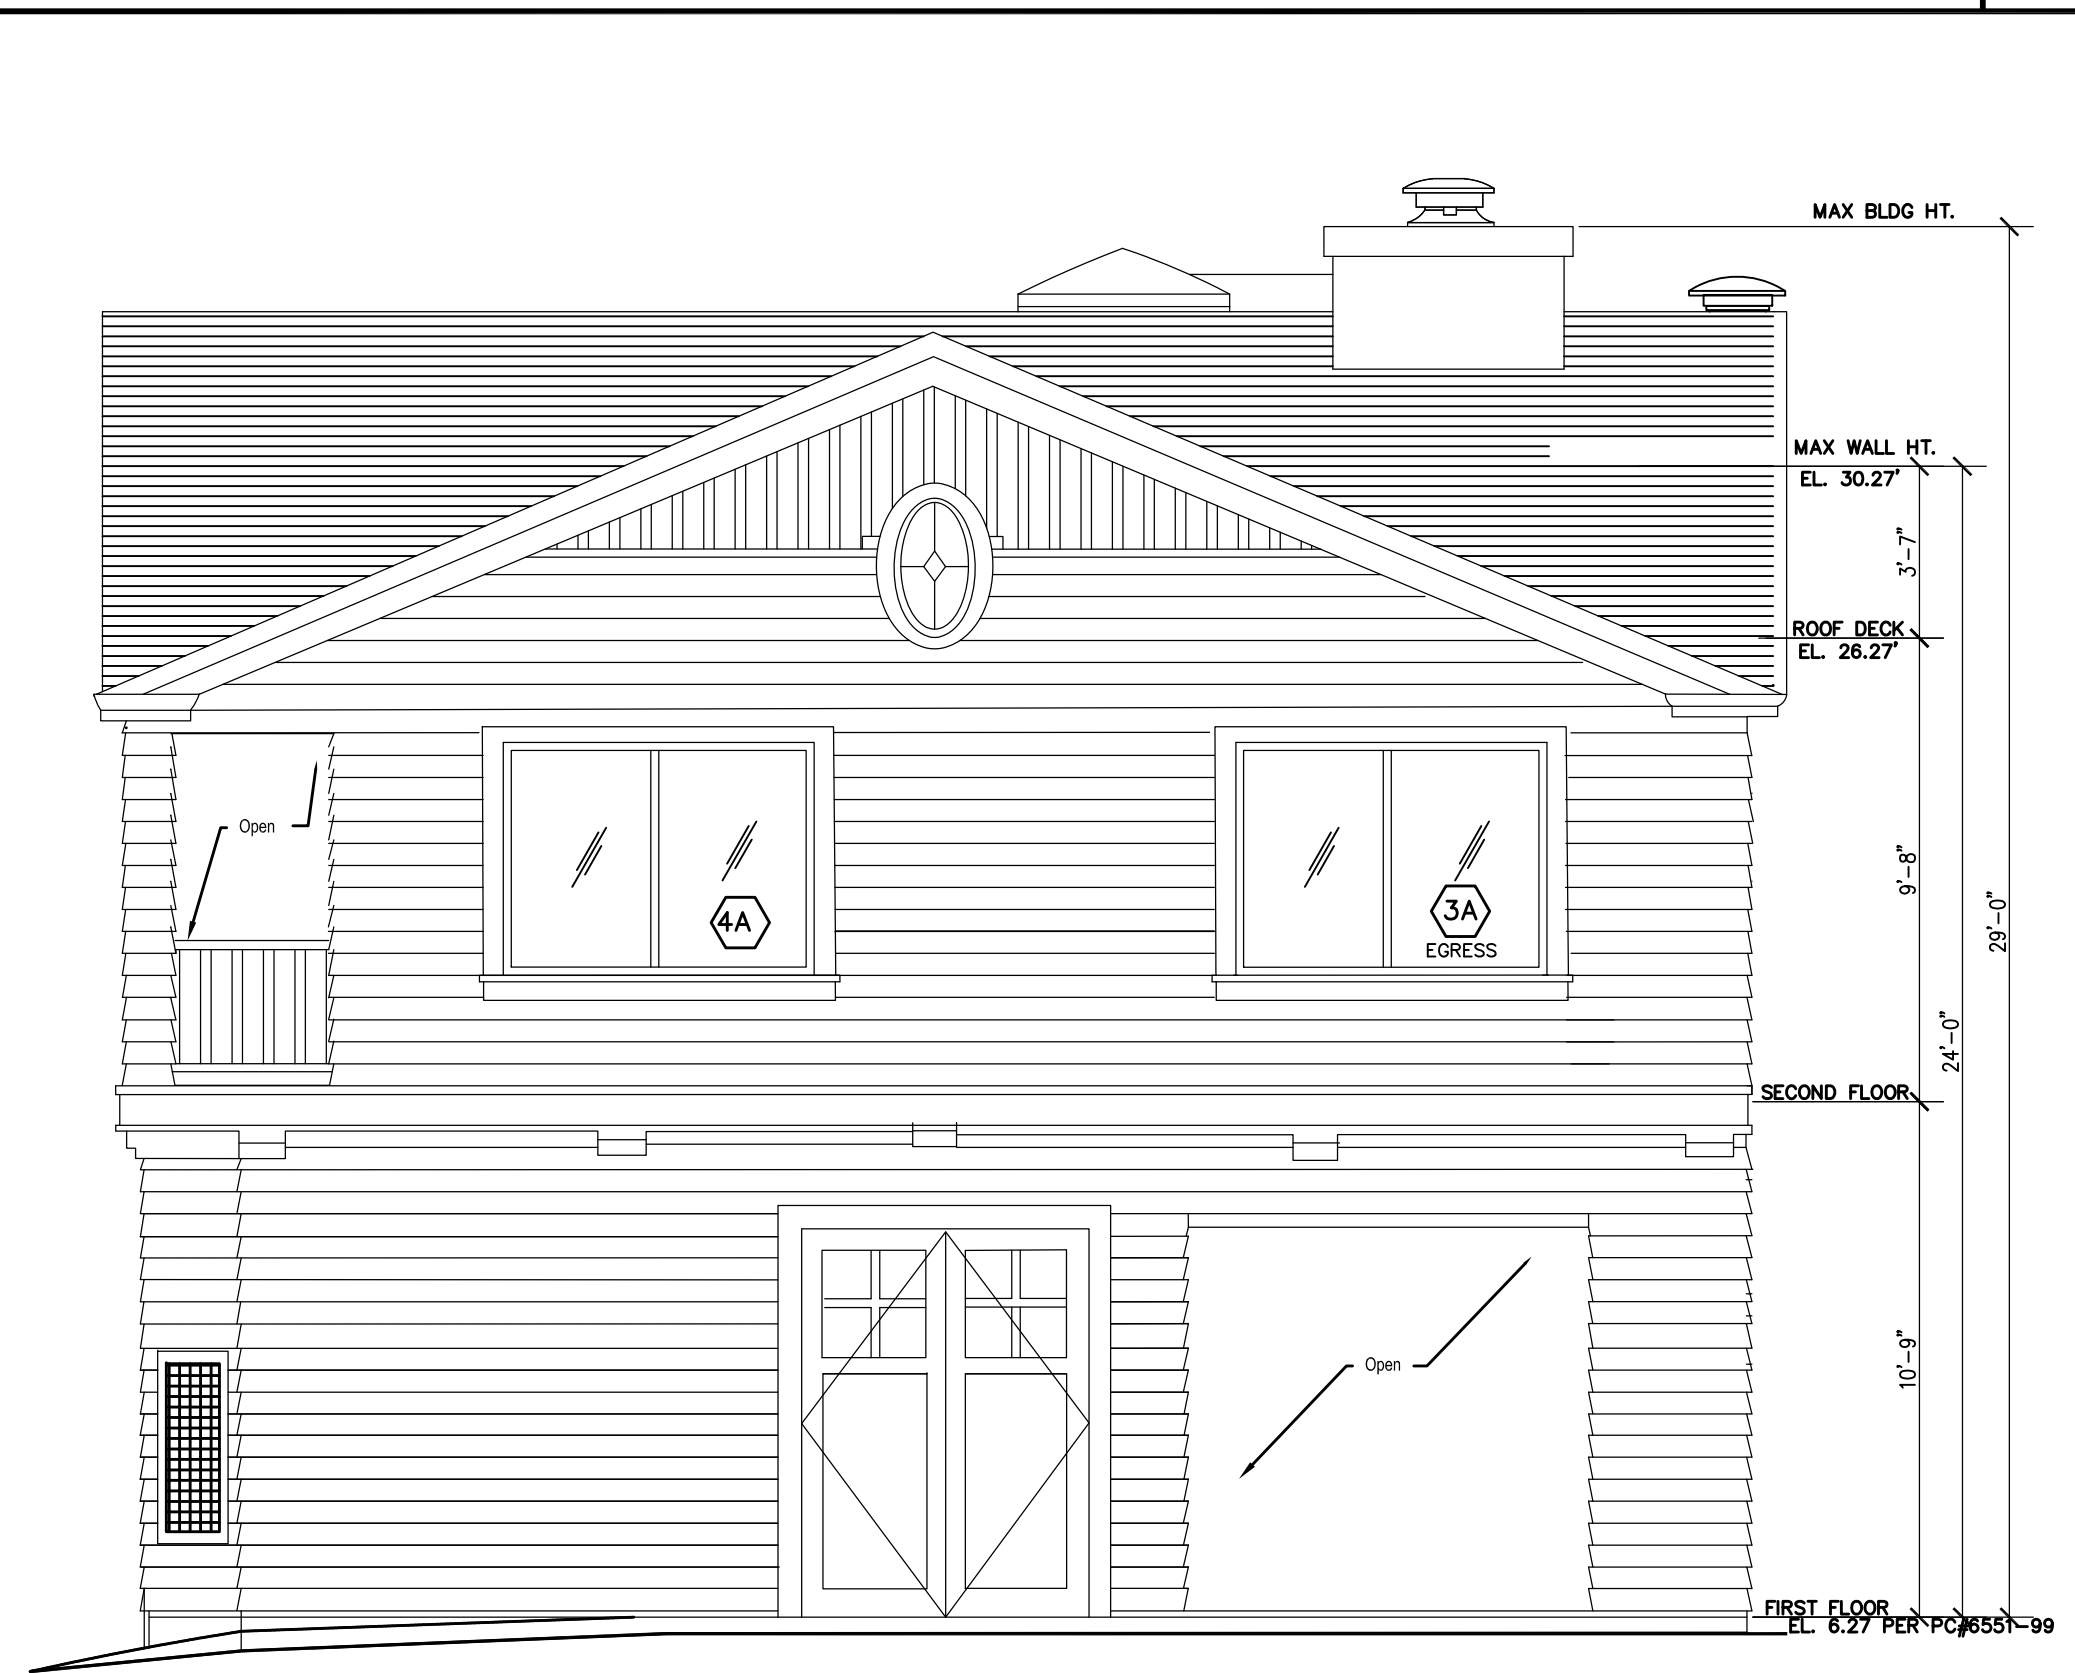 MAX BLDG HT.
MAX WALL HT.
EL. 30.27'
3'-7"
ROOF DECK
EL. 26.27'
Open
9'-8"
29'-0"
4A
3A
EGRESS
24'-0"
SECOND FLOOR
10'-9"
Open
FIRST FLOOR
EL. 6.27 PER PC#6551-99